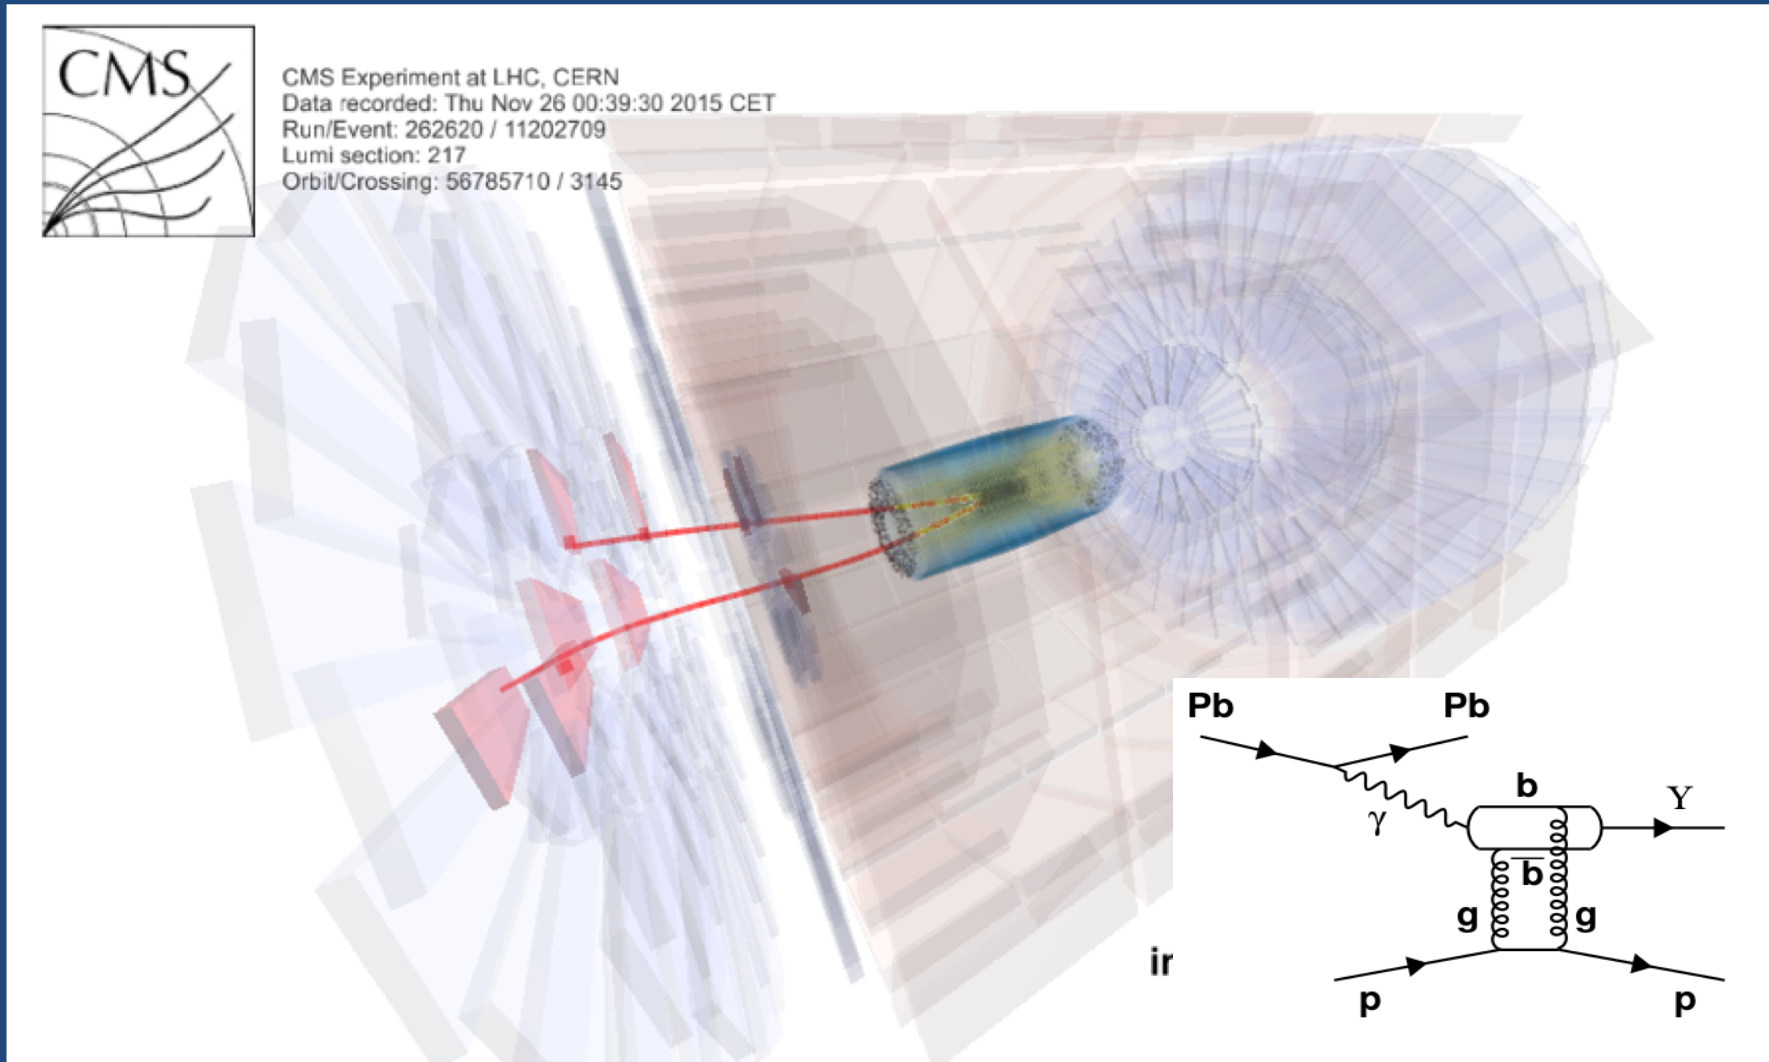 CMS
CMS Experiment at LHC, CERN
Data recorded: Thu Nov 26 00:39:30 2015 CET
Run/Event: 262620 / 11202709
Lumi section: 217
Orbit/Crossing: 56785710 / 3145
Pb Pb
b
γ
Υ
b
g g
p p